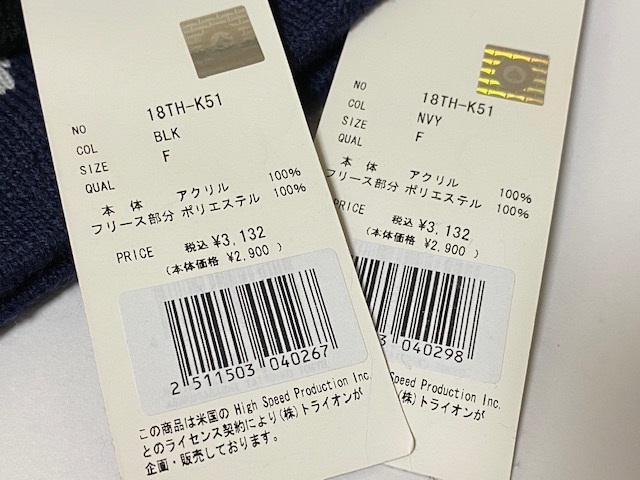 NO 18TH-K51
COL BLK
SIZE F
QUAL
本体 アクリル 100%
フリース部分 ポリエステル 100%
PRICE 税込 ¥3,132
(本体価格 ¥2,900 )
2 511503 040267
この商品は米国の High Speed Production Inc.
とのライセンス契約により(株)トライオンが
企画・販売しております。
NO 18TH-K51
COL NVY
SIZE F
QUAL
本体 アクリル 100%
フリース部分 ポリエステル 100%
PRICE 税込 ¥3,132
(本体価格 ¥2,900 )
3 040298
Speed Production Inc.
(株)トライオンが